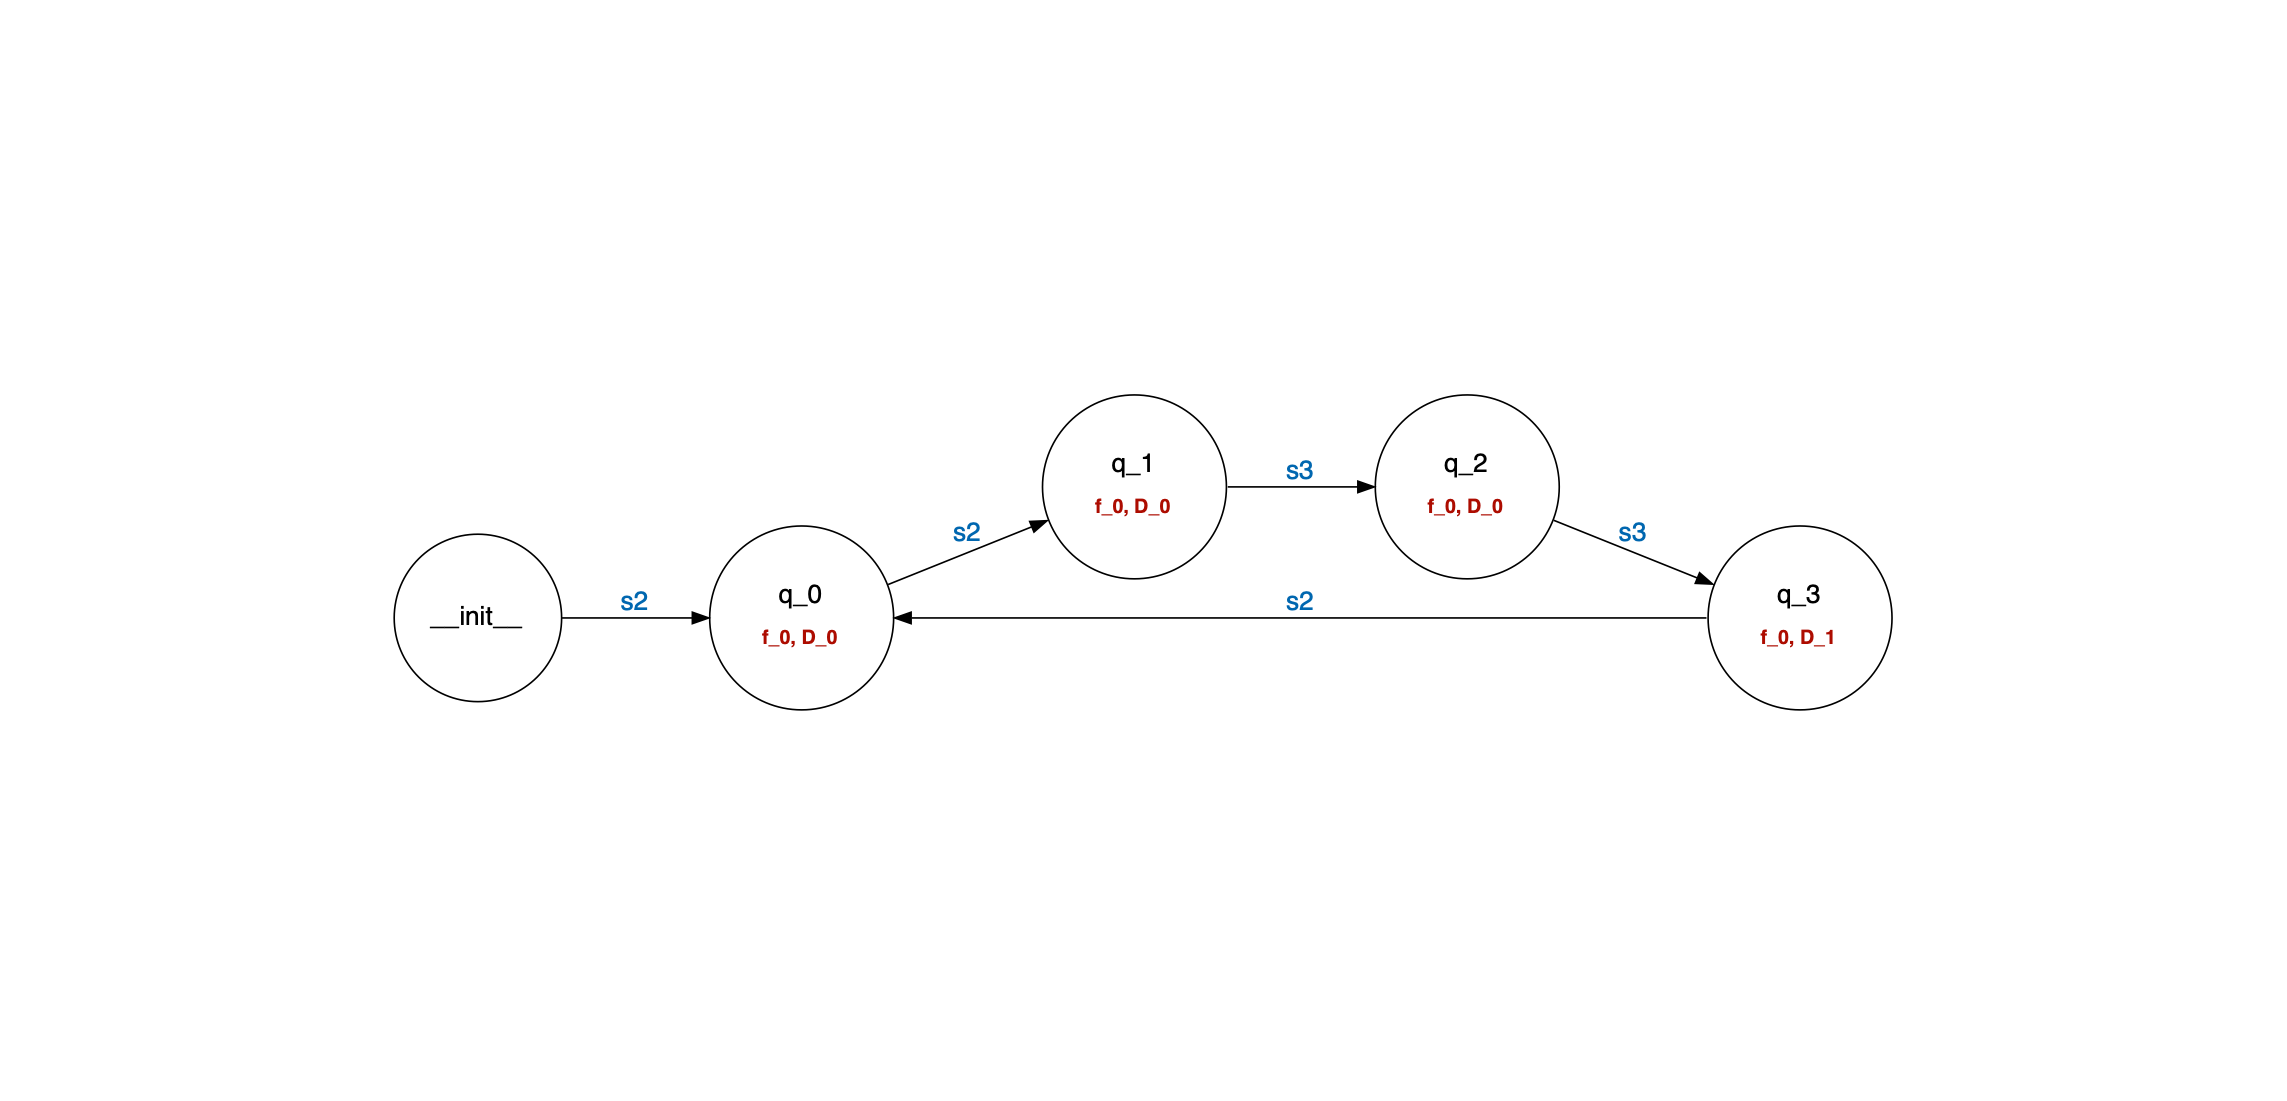 q_1
f_0, D_0
s3
q_2
f_0, D_0
s2
s3
__init__
s2
q_0
f_0, D_0
s2
q_3
f_0, D_1